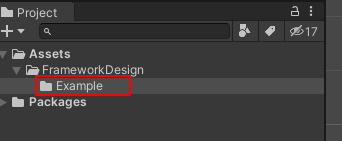 Project
17
Assets
FrameworkDesign
Example
Packages